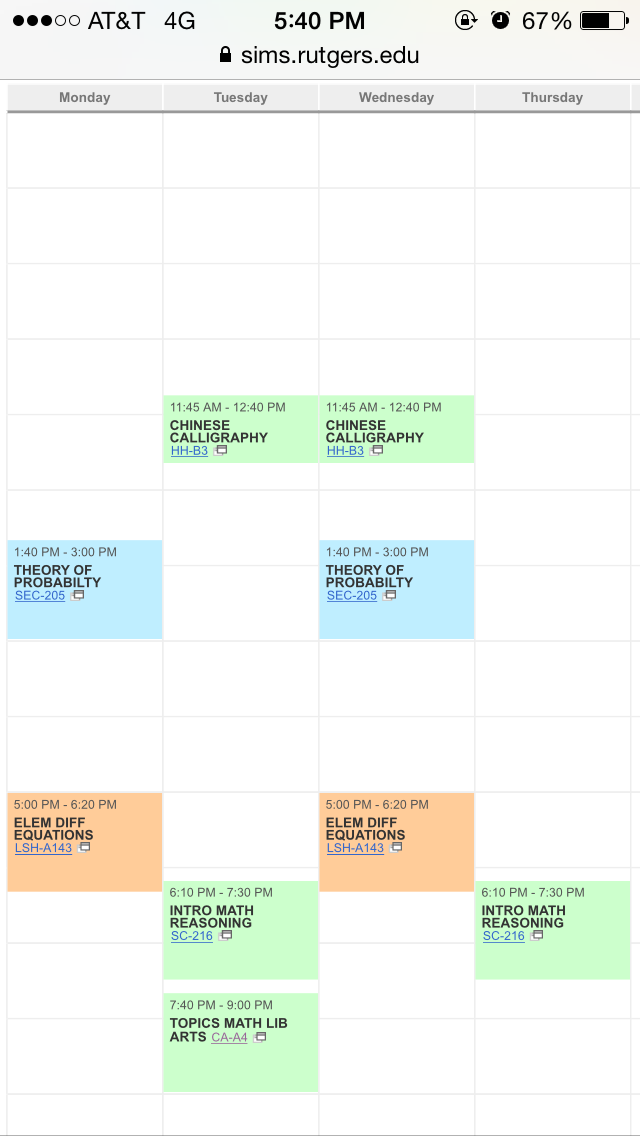 AT&T 4G 5:40 PM 67%
sims.rutgers.edu
Monday Tuesday Wednesday Thursday
11:45 AM - 12:40 PM
CHINESE
CALLIGRAPHY
HH-B3
11:45 AM - 12:40 PM
CHINESE
CALLIGRAPHY
HH-B3
1:40 PM - 3:00 PM
THEORY OF
PROBABILTY
SEC-205
1:40 PM - 3:00 PM
THEORY OF
PROBABILTY
SEC-205
5:00 PM - 6:20 PM
ELEM DIFF
EQUATIONS
LSH-A143
5:00 PM - 6:20 PM
ELEM DIFF
EQUATIONS
LSH-A143
6:10 PM - 7:30 PM
INTRO MATH
REASONING
SC-216
6:10 PM - 7:30 PM
INTRO MATH
REASONING
SC-216
7:40 PM - 9:00 PM
TOPICS MATH LIB
ARTS CA-A4